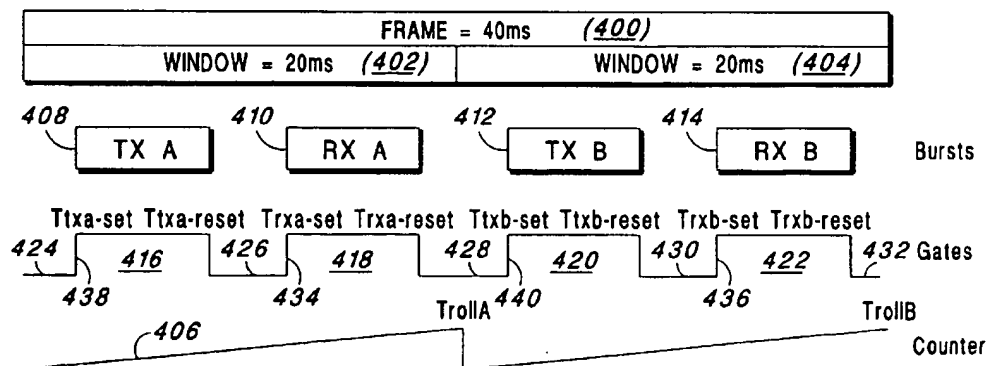 FRAME = 40ms (400)
WINDOW = 20ms (402) WINDOW = 20ms (404)
408 410 412 414
TX A RX A TX B RX B Bursts
Ttxa-set Ttxa-reset Trxa-set Trxa-reset Ttxb-set Ttxb-reset Trxb-set Trxb-reset
424 416 426 418 428 420 430 422 432 Gates
438 434 440 436
TrollA TrollB
406 Counter